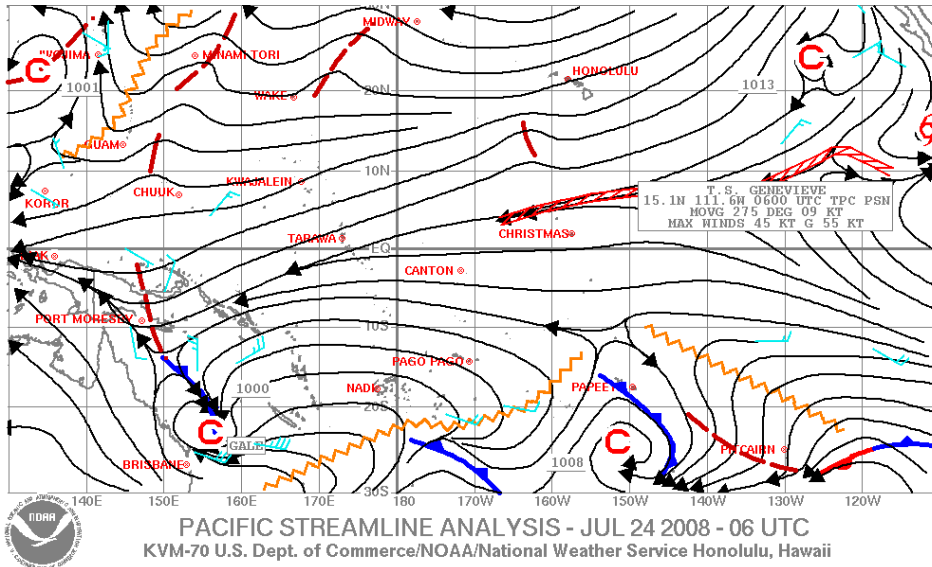 MIDWAY
C
MINAMI TORI
HONOLULU
C
1001
WAKE
20N
1013
GUAM
10N
KOROR
CHUUK
KWAJALEIN
T.S. GENEVIEVE
15.1N 111.6W 0600 UTC TPC PSN
MOVG 275 DEG 09 KT
MAX WINDS 45 KT G 55 KT
CHRISTMAS
TARAWA
EQ
CANTON
PORT MORESBY
10S
PAGO PAGO
1000
NADI
20S
C
GALE
C
PITCAIRN
BRISBANE
1008
30S
140E
150E
160E
170E
180
170W
160W
150W
140W
130W
120W
NOAA
PACIFIC STREAMLINE ANALYSIS - JUL 24 2008 - 06 UTC
KVM-70 U.S. Dept. of Commerce/NOAA/National Weather Service Honolulu, Hawaii